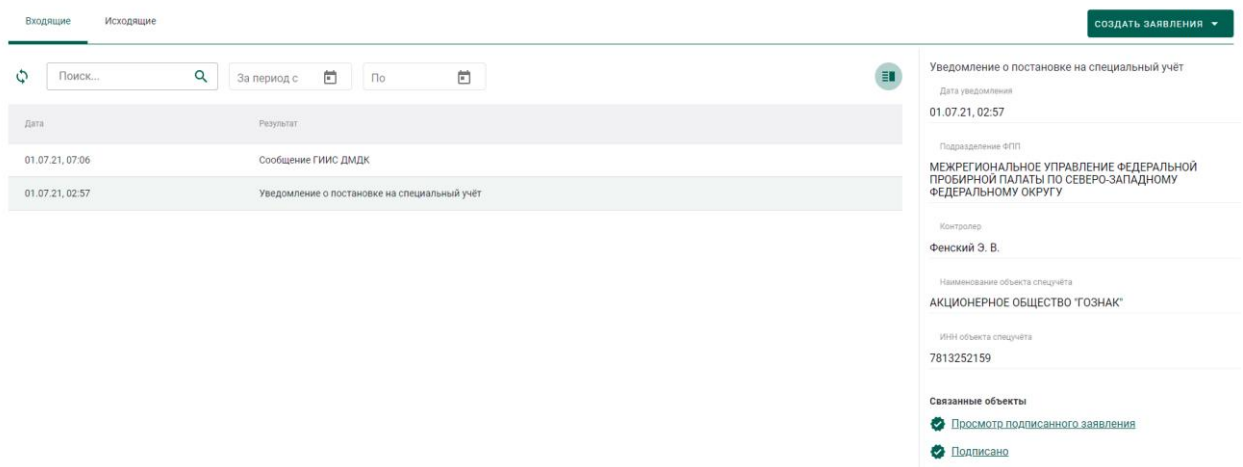 Входящие
Исходящие
СОЗДАТЬ ЗАЯВЛЕНИЯ
Поиск...
За период с
По
Дата
Результат
01.07.21, 07:06
Сообщение ГИИС ДМДК
01.07.21, 02:57
Уведомление о постановке на специальный учёт
Уведомление о постановке на специальный учёт
Дата уведомления
01.07.21, 02:57
Подразделение ФПП
МЕЖРЕГИОНАЛЬНОЕ УПРАВЛЕНИЕ ФЕДЕРАЛЬНОЙ
ПРОБИРНОЙ ПАЛАТЫ ПО СЕВЕРО-ЗАПАДНОМУ
ФЕДЕРАЛЬНОМУ ОКРУГУ
Контролер
Фенский Э. В.
Наименование объекта спецучёта
АКЦИОНЕРНОЕ ОБЩЕСТВО "ГОЗНАК"
ИНН объекта спецучёта
7813252159
Связанные объекты
Просмотр подписанного заявления
Подписано